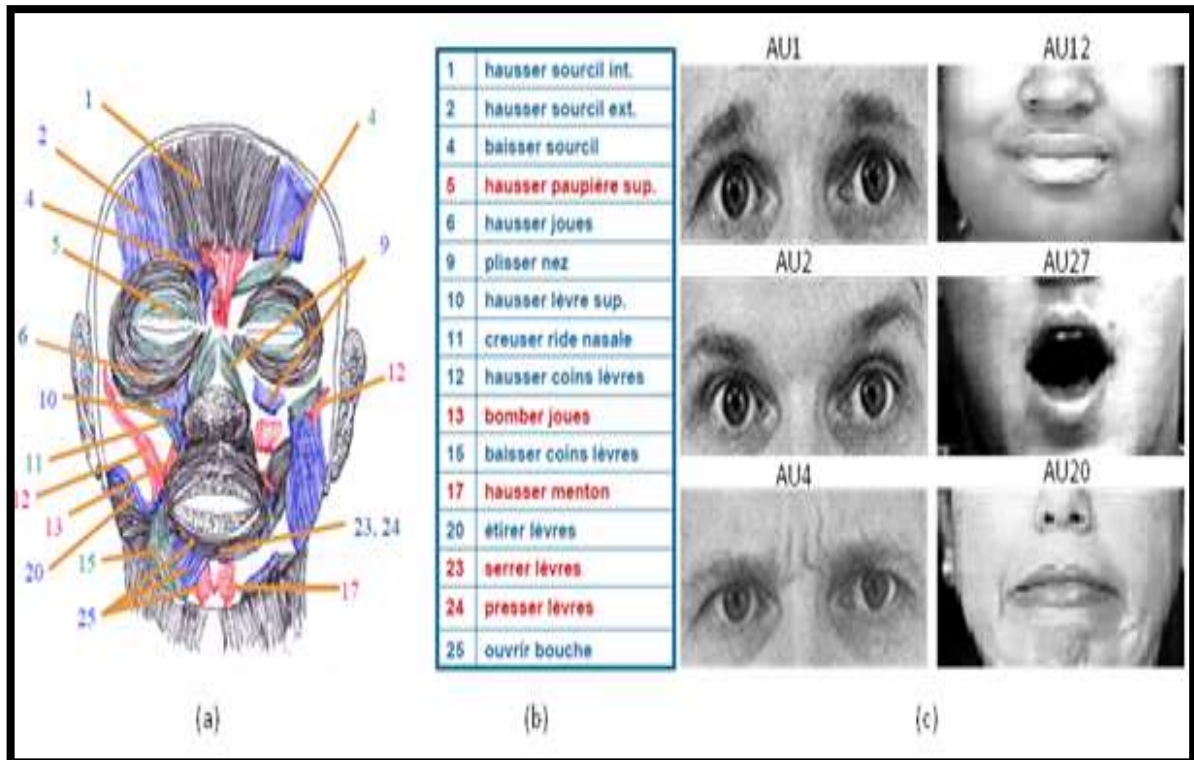 1
2
4
4
5
9
6
12
10
11
12
13
15
20
23, 24
17
25
(a)
1 hausser sourcil int.
2 hausser sourcil ext.
4 baisser sourcil
5 hausser paupière sup.
6 hausser joues
9 plisser nez
10 hausser lèvre sup.
11 creuser ride nasale
12 hausser coins lèvres
13 bomber joues
15 baisser coins lèvres
17 hausser menton
20 étirer lèvres
23 serrer lèvres
24 presser lèvres
25 ouvrir bouche
(b)
AU1
AU12
AU2
AU27
AU4
AU20
(c)